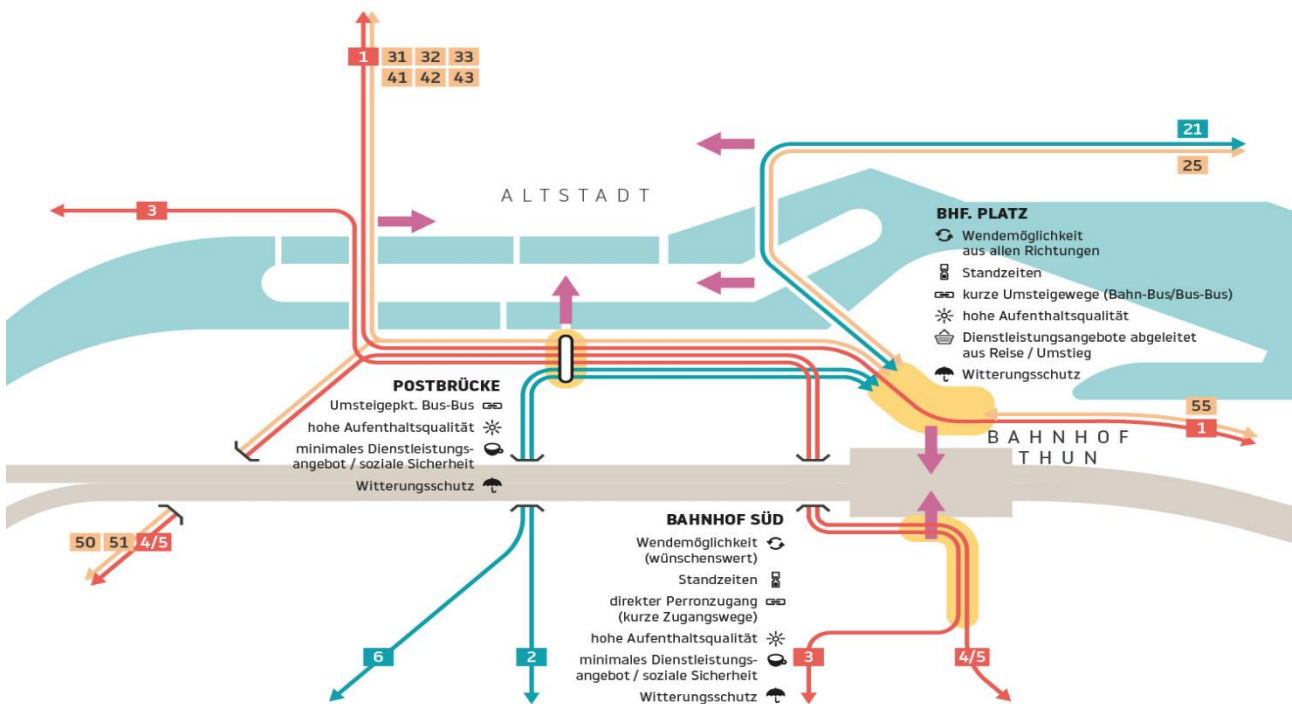 1 31 32 33
41 42 43
21
25
3
ALTSTADT
BHF. PLATZ
Wendemöglichkeit
aus allen Richtungen
Standzeiten
kurze Umsteigewege (Bahn-Bus/Bus-Bus)
hohe Aufenthaltsqualität
Dienstleistungsangebote abgeleitet
aus Reise / Umstieg
Witterungsschutz
POSTBRÜCKE
Umsteigepkt. Bus-Bus
hohe Aufenthaltsqualität
minimales Dienstleistungs-
angebot / soziale Sicherheit
Witterungsschutz
55
1
BAHNHOF
THUN
50 51 4/5
BAHNHOF SÜD
Wendemöglichkeit
(wünschenswert)
Standzeiten
direkter Perronzugang
(kurze Zugangswege)
hohe Aufenthaltsqualität
minimales Dienstleistungs-
angebot / soziale Sicherheit
Witterungsschutz
6
2
3
4/5